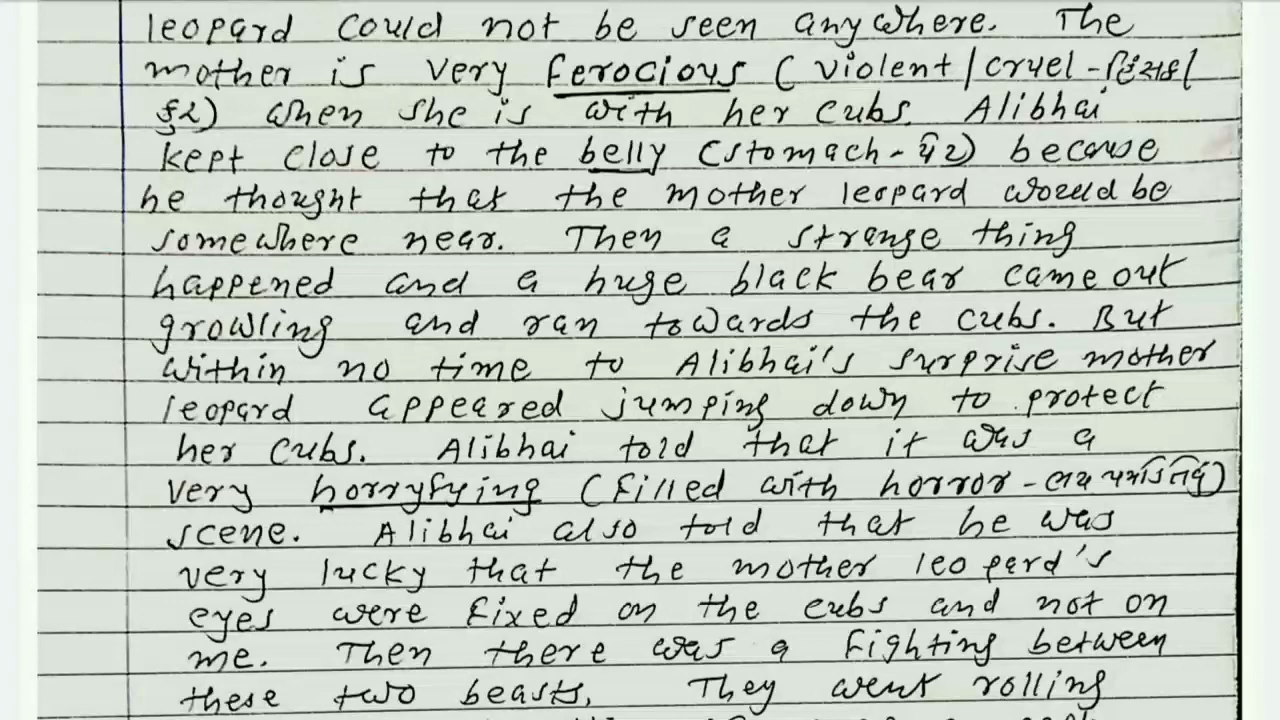 leopard could not be seen anywhere. The
mother is very ferocious (violent/cruel - હિંસક/
ક્રૂર) when she is with her cubs. Alibhai
kept close to the belly (stomach - પેટ) because
he thought that the mother leopard would be
somewhere near. Then a strange thing
happened and a huge black bear came out
growling and ran towards the cubs. But
within no time to Alibhai's surprise mother
leopard appeared jumping down to protect
her cubs. Alibhai told that it was a
very horryfying (filled with horror -
scene. Alibhai also told that he was
very lucky that the mother leopard's
eyes were fixed on the cubs and not on
me. Then there was a fighting between
these two beasts. They went rolling